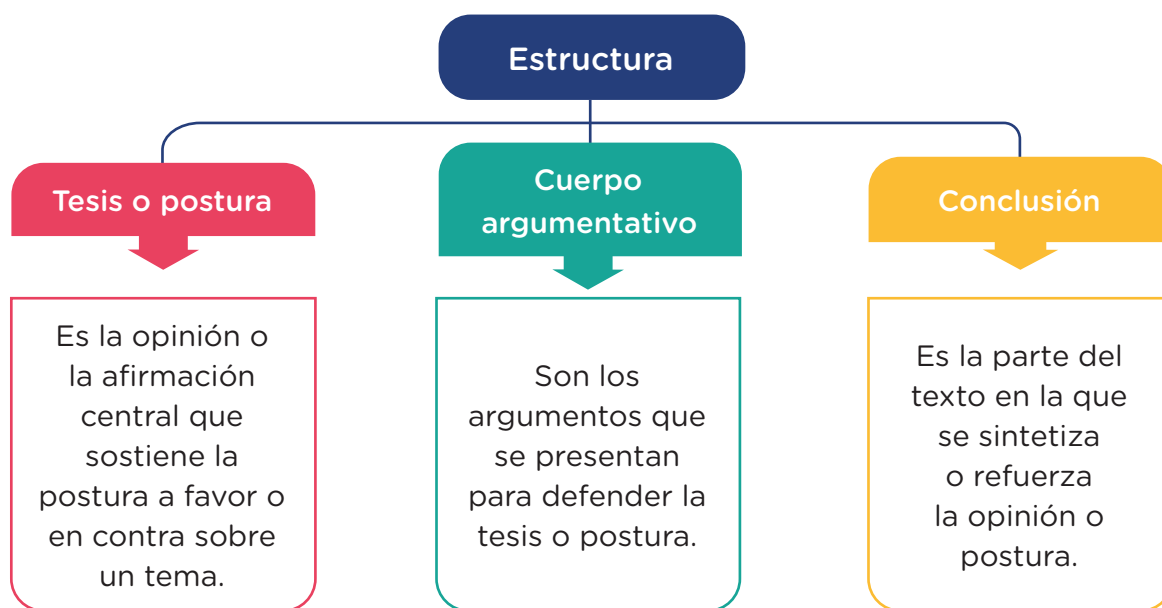 Estructura
Tesis o postura
Es la opinión o
la afirmación
central que
sostiene la
postura a favor o
en contra sobre
un tema.
Cuerpo
argumentativo
Son los
argumentos que
se presentan
para defender la
tesis o postura.
Conclusión
Es la parte del
texto en la que
se sintetiza
o refuerza
la opinión o
postura.